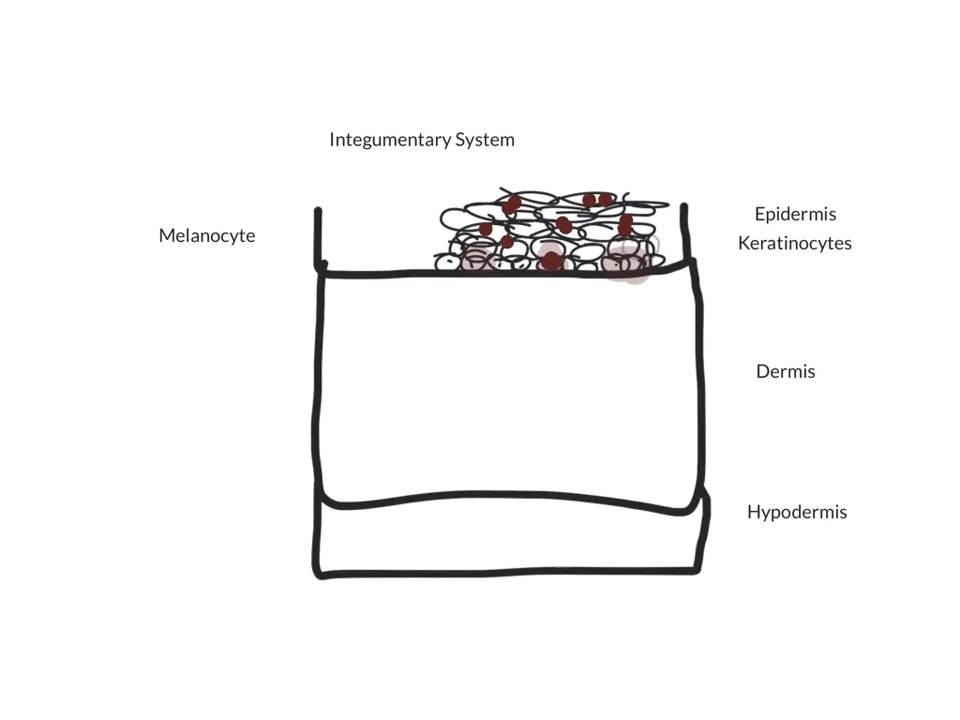 Integumentary System
Melanocyte
Epidermis
Keratinocytes
Dermis
Hypodermis